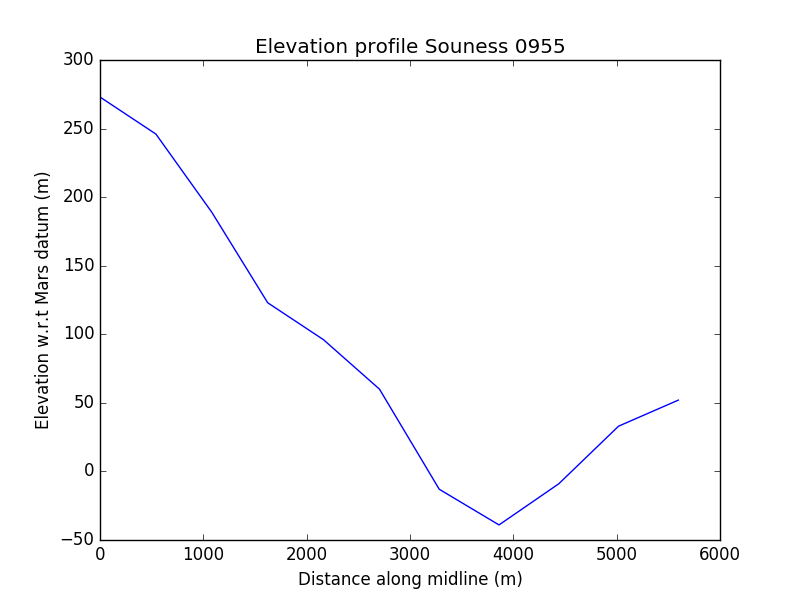 Elevation profile Souness 0955
300
250
200
150
100
50
0
−50
Elevation w.r.t Mars datum (m)
0 1000 2000 3000 4000 5000 6000
Distance along midline (m)